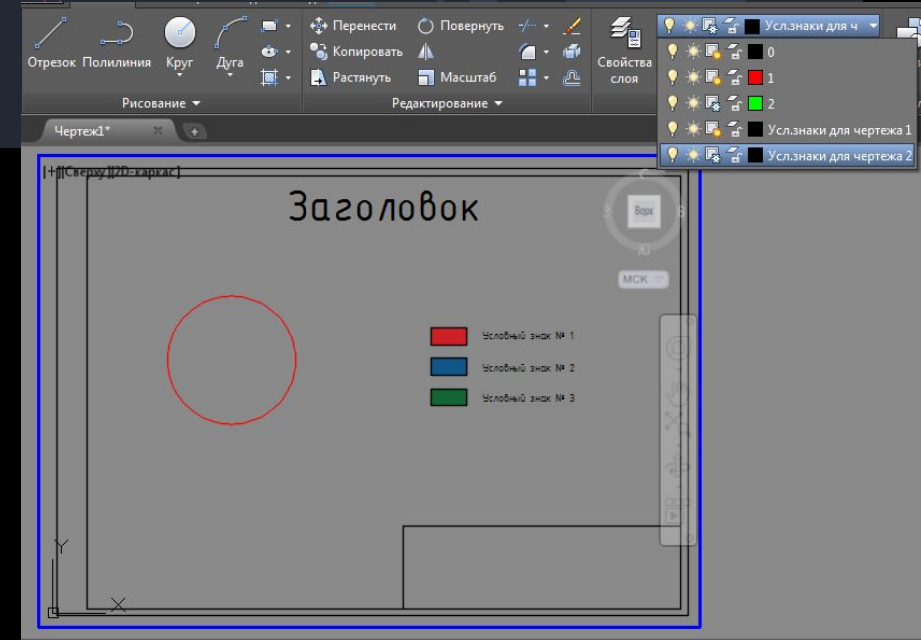 Перенести
Повернуть
Усл.знаки для ч
Отрезок Полилиния Круг Дуга
Копировать
Растянуть
Масштаб
Свойства
слоя
Рисование
Редактирование
0
1
2
Усл.знаки для чертежа 1
Усл.знаки для чертежа 2
Чертеж1*
[+][Сверху][2D-каркас]
Заголовок
С
В
Верх
Ю
МСК
Условный знак № 1
Условный знак № 2
Условный знак № 3
Y
X